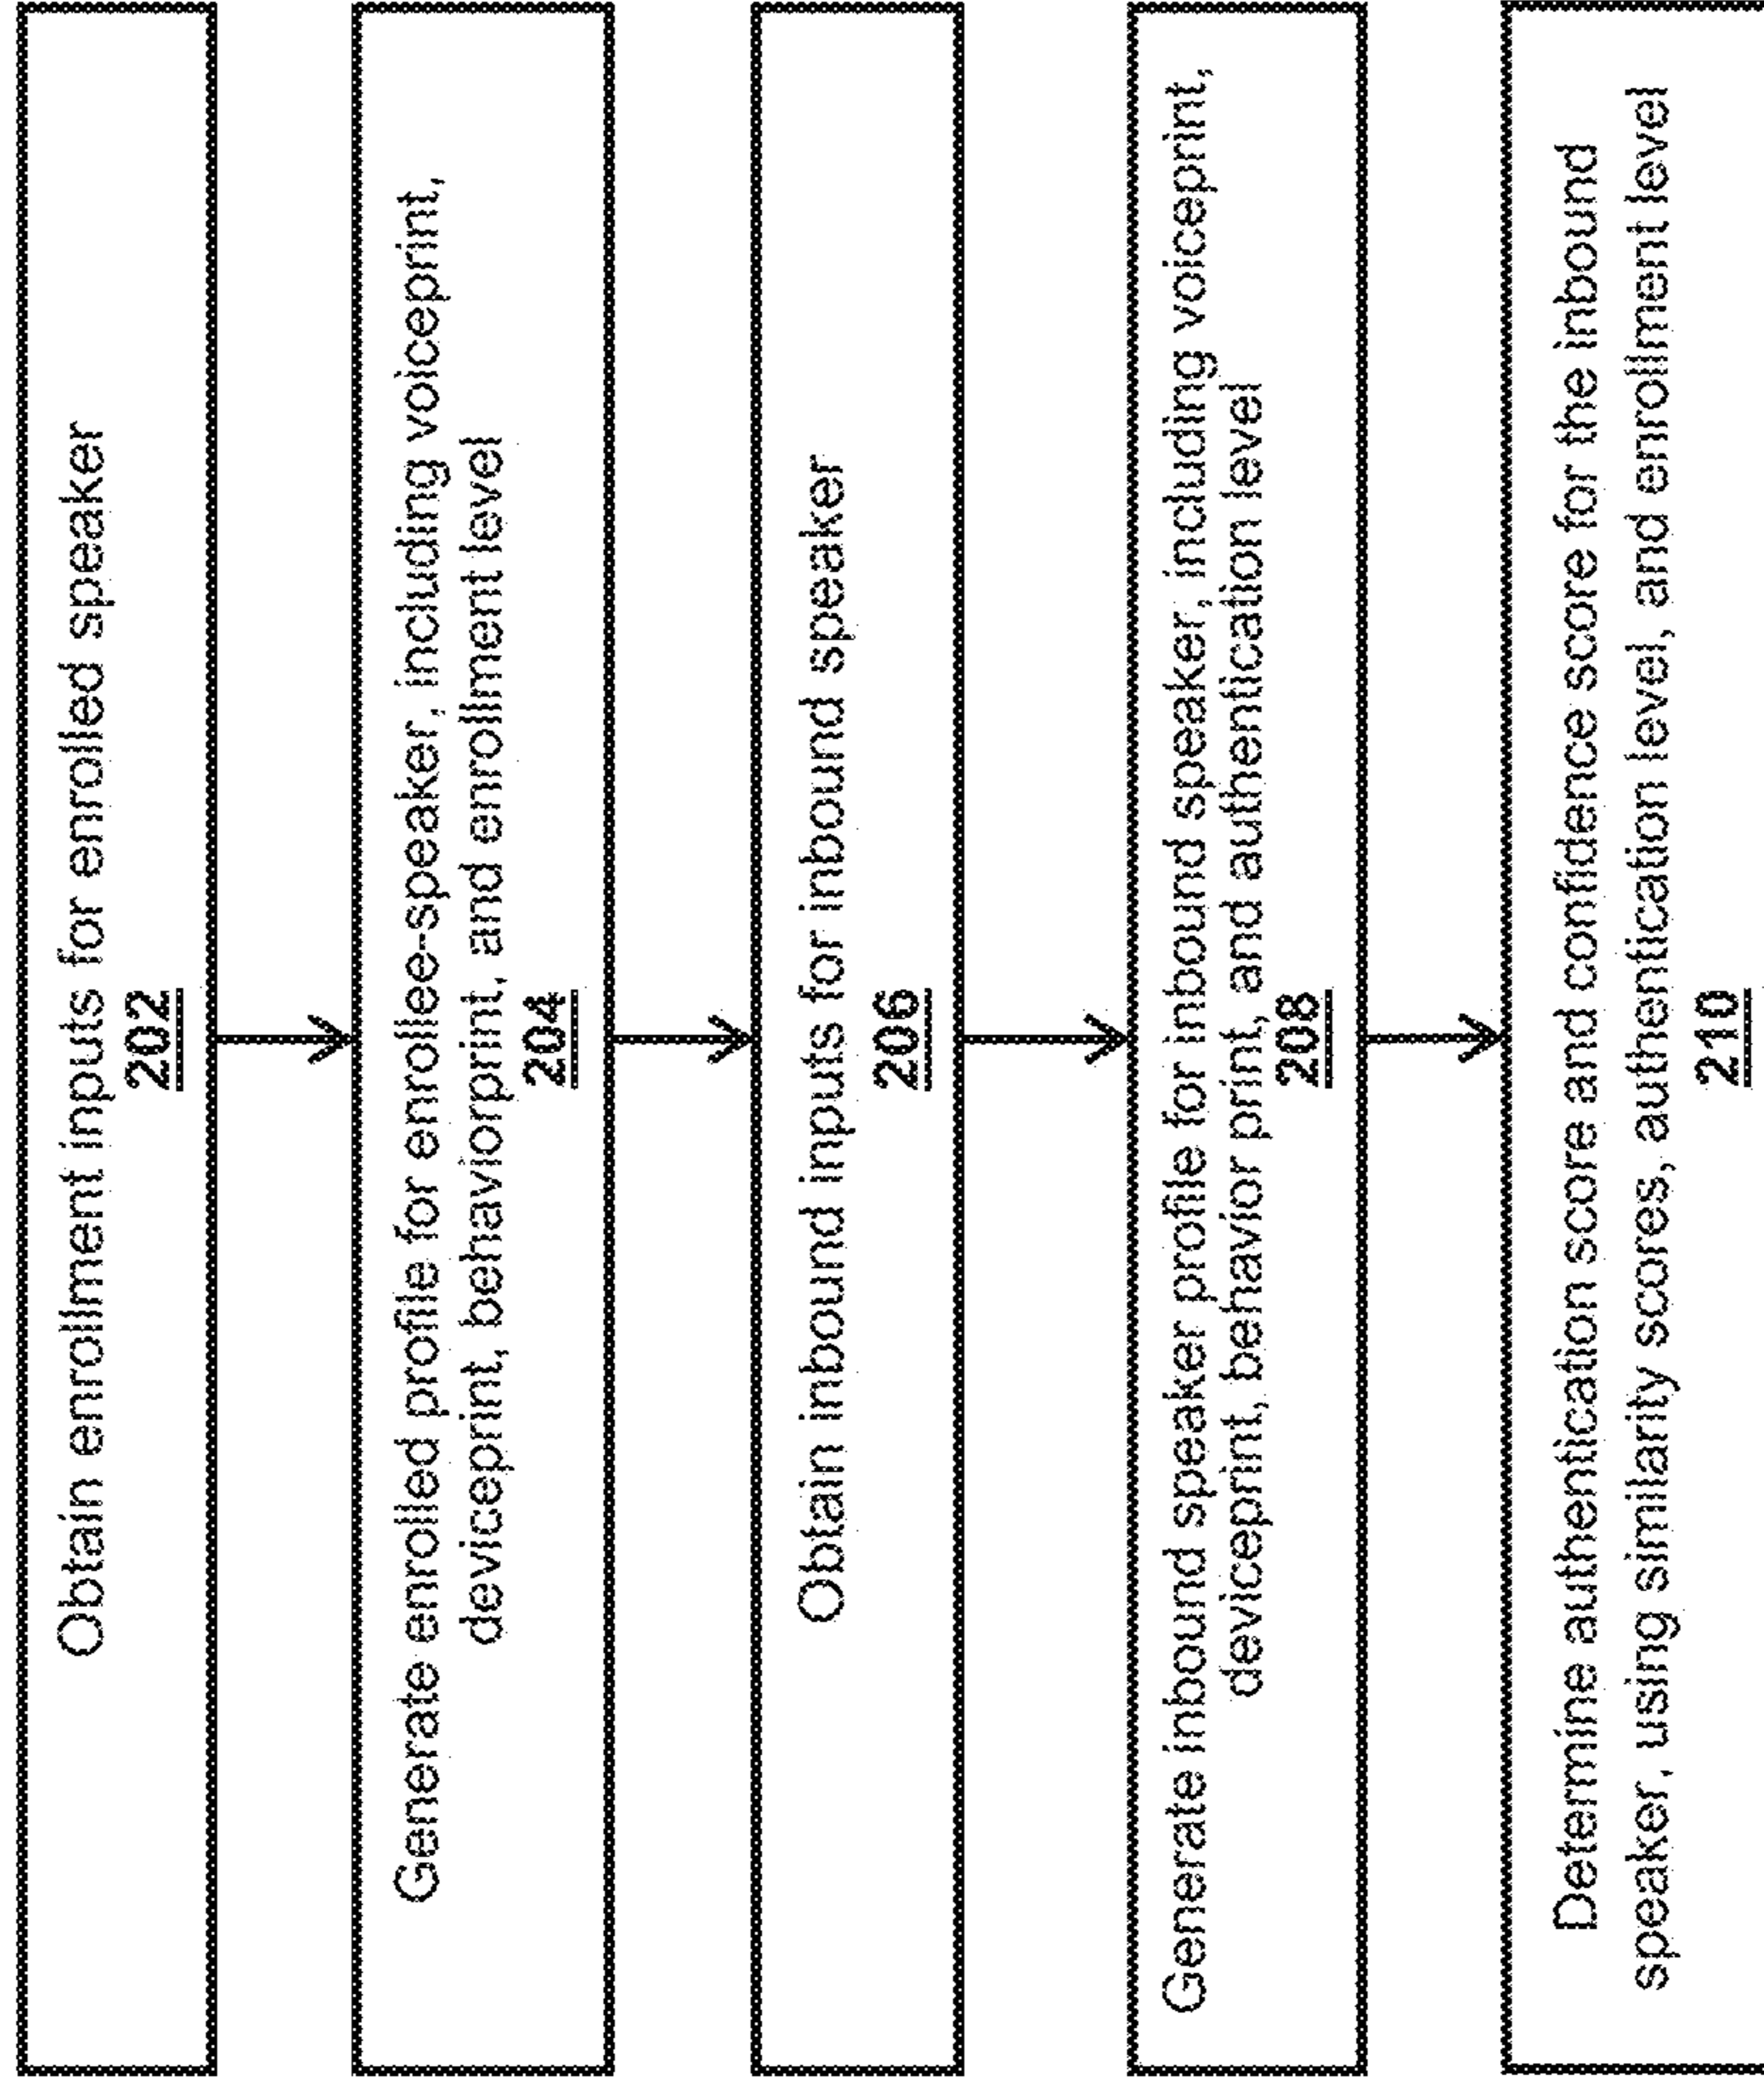 Obtain enrollment inputs for enrolled speaker
202
Generate enrolled profile for enrollee-speaker, including voiceprint,
deviceprint, behaviorprint, and enrollment level
204
Obtain inbound inputs for inbound speaker
206
Generate inbound speaker profile for inbound speaker, including voiceprint,
deviceprint, behavior print, and authentication level
208
Determine authentication score and confidence score for the inbound
speaker, using similarity scores, authentication level, and enrollment level
210